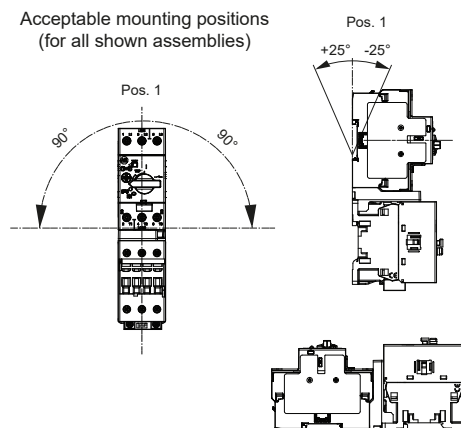 Acceptable mounting positions
(for all shown assemblies)
Pos. 1
90°
90°
Pos. 1
+25°
-25°